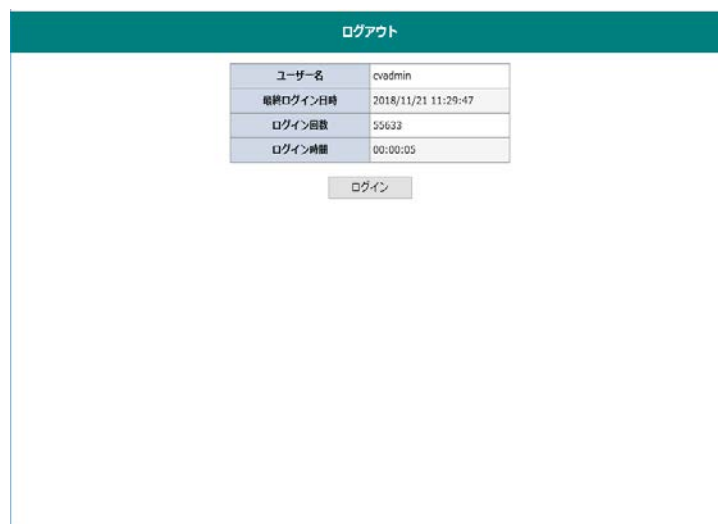 ログアウト
ユーザー名 cvadmin
最終ログイン日時 2018/11/21 11:29:47
ログイン回数 55633
ログイン時間 00:00:05
ログイン